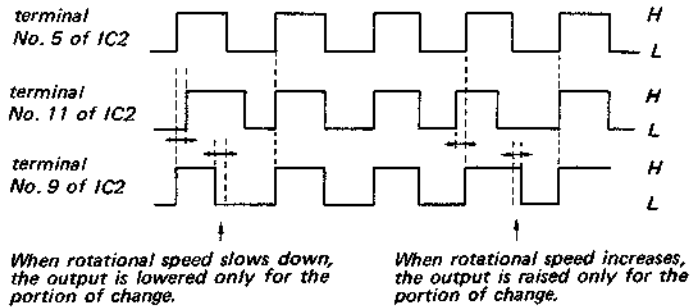 terminal
No. 5 of IC2
H
L
terminal
No. 11 of IC2
H
L
terminal
No. 9 of IC2
H
L
When rotational speed slows down,
the output is lowered only for the
portion of change.
When rotational speed increases,
the output is raised only for the
portion of change.